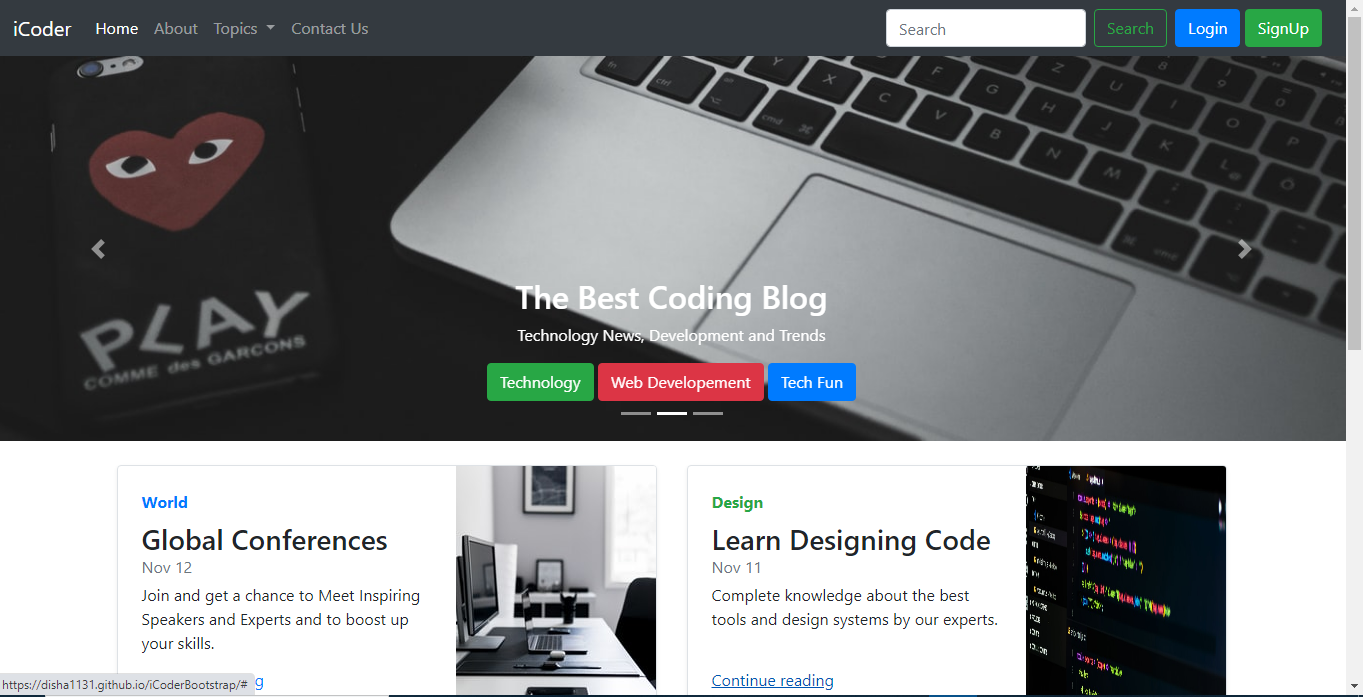 iCoder Home About Topics Contact Us Search Search Login SignUp
PLAY
COMME des GARCONS
fn
ctrl
cmd
Y X C V B N M
F G H J K L
Z U I O P
The Best Coding Blog
Technology News, Development and Trends
Technology Web Developement Tech Fun
World
Global Conferences
Nov 12
Join and get a chance to Meet Inspiring
Speakers and Experts and to boost up
your skills.
Design
Learn Designing Code
Nov 11
Complete knowledge about the best
tools and design systems by our experts.
Continue reading
https://disha1131.github.io/iCoderBootstrap/#